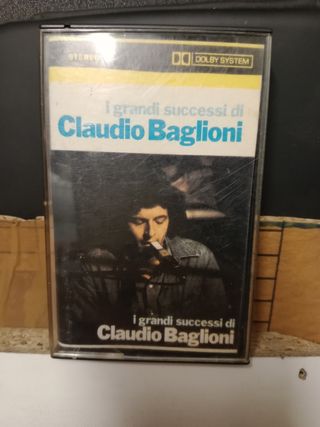 STEREO
DOLBY SYSTEM
i grandi successi di
Claudio Baglioni
i grandi successi di
Claudio Baglioni